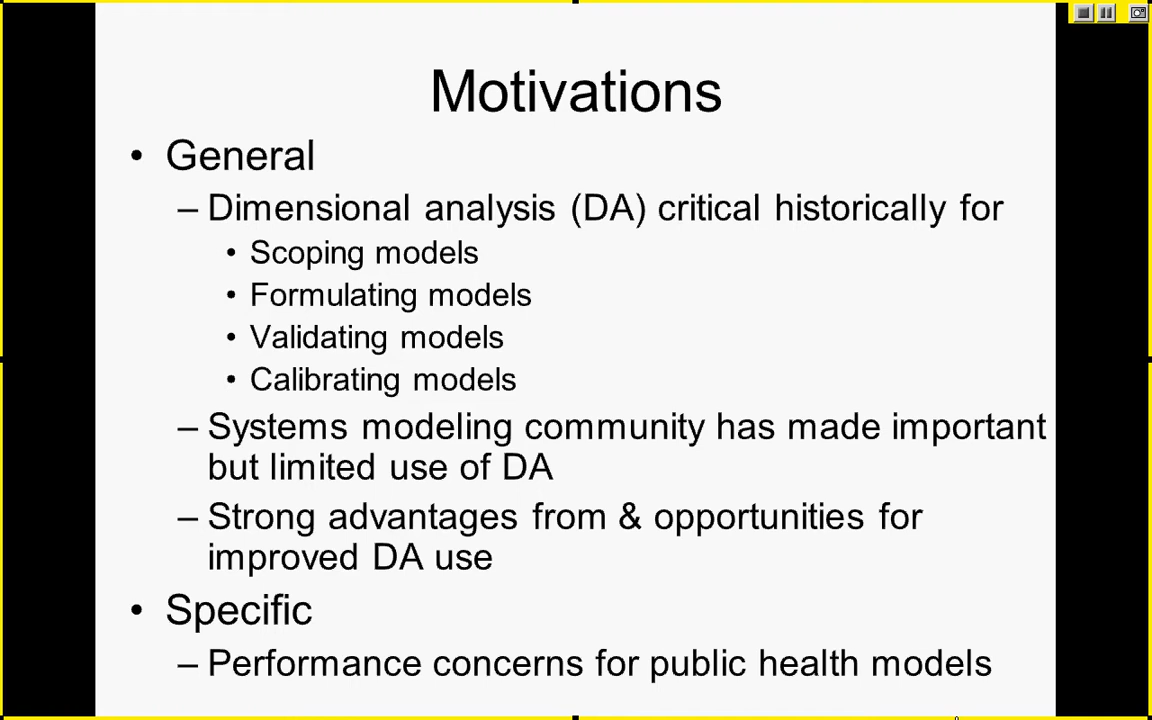 Motivations
• General
– Dimensional analysis (DA) critical historically for
• Scoping models
• Formulating models
• Validating models
• Calibrating models
– Systems modeling community has made important
but limited use of DA
– Strong advantages from & opportunities for
improved DA use
• Specific
– Performance concerns for public health models